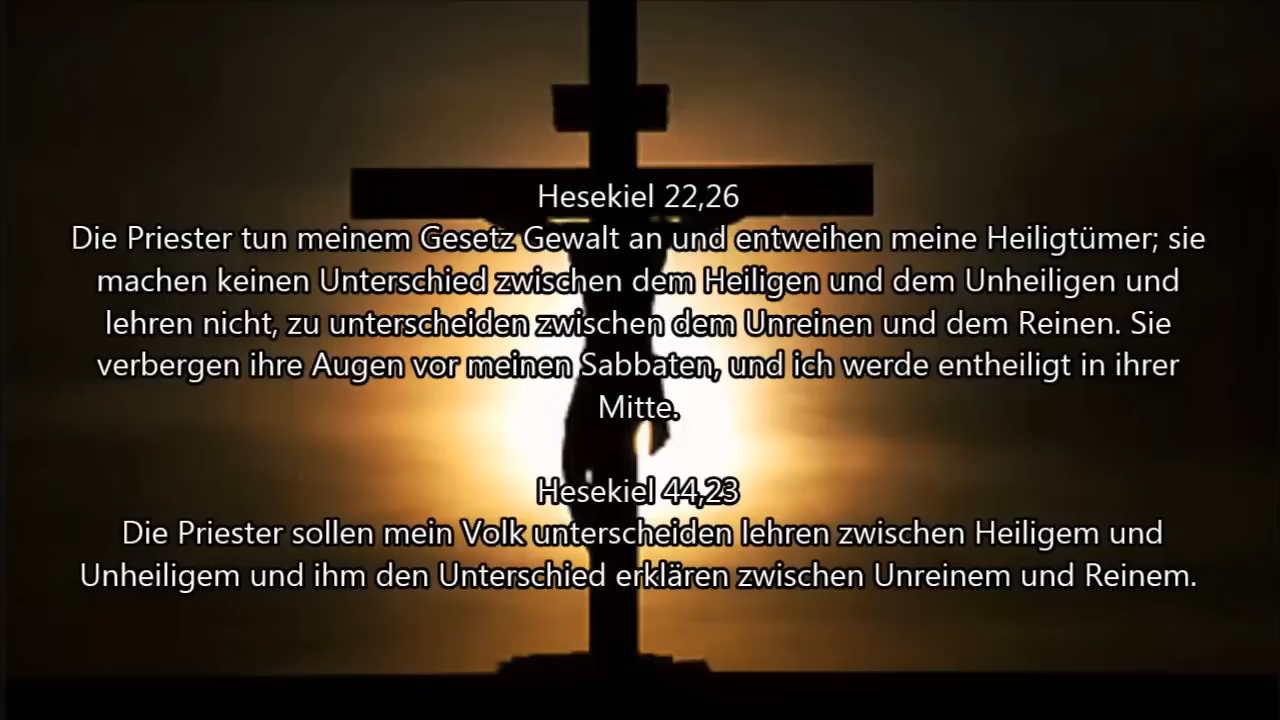 Hesekiel 22,26
Die Priester tun meinem Gesetz Gewalt an und entweihen meine Heiligtümer; sie
machen keinen Unterschied zwischen dem Heiligen und dem Unheiligen und
lehren nicht, zu unterscheiden zwischen dem Unreinen und dem Reinen. Sie
verbergen ihre Augen vor meinen Sabbaten, und ich werde entheiligt in ihrer
Mitte.
Hesekiel 44,23
Die Priester sollen mein Volk unterscheiden lehren zwischen Heiligem und
Unheiligem und ihm den Unterschied erklären zwischen Unreinem und Reinem.